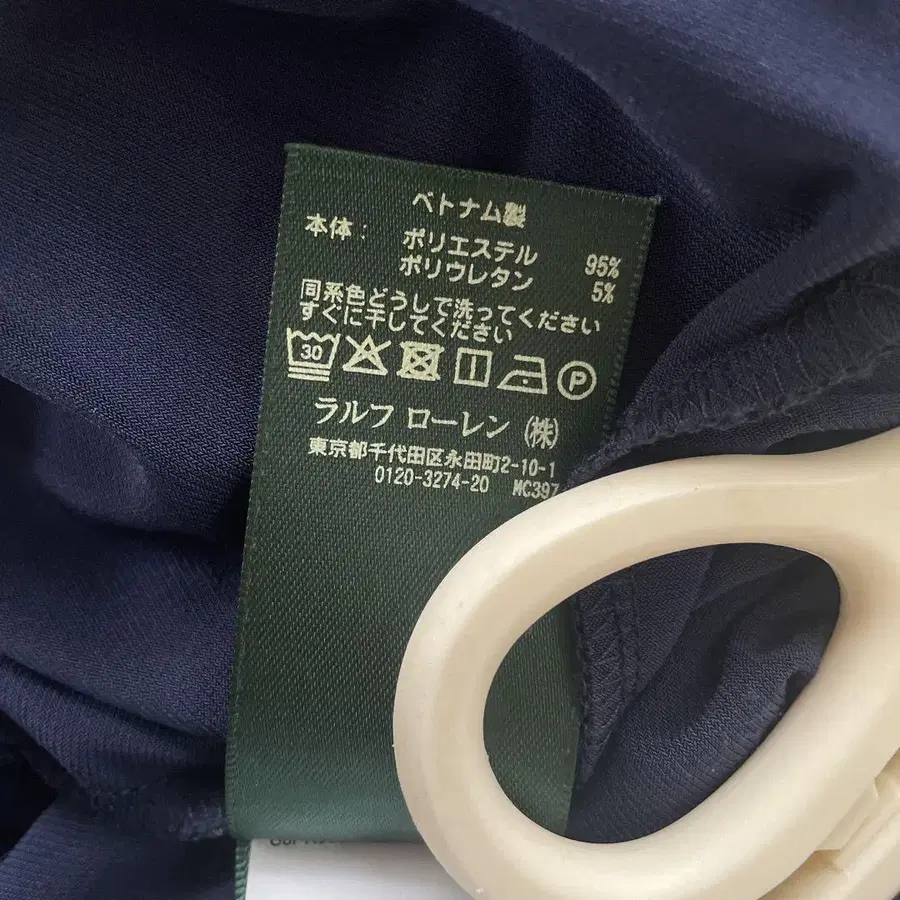 ベトナム製
本体： ポリエステル 95%
ポリウレタン 5%
同系色どうしで洗ってください
すぐに干してください
30
P
ラルフ ローレン (株)
東京都千代田区永田町2-10-1
0120-3274-20 MC397